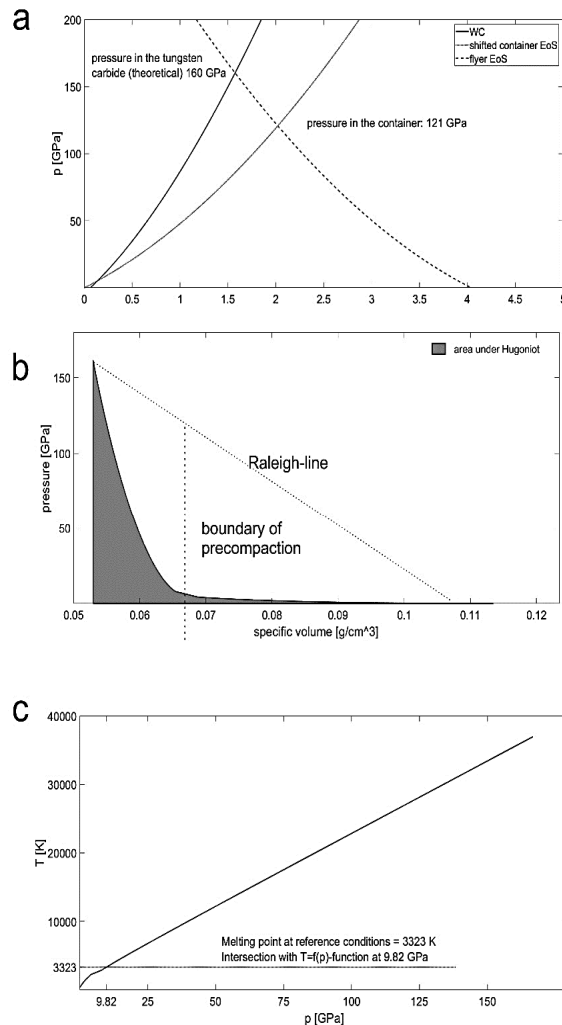 a
200
150
100
50
p [GPa]
pressure in the tungsten
carbide (theoretical) 160 GPa
pressure in the container: 121 GPa
WC
shifted container EoS
flyer EoS
0 0.5 1 1.5 2 2.5 3 3.5 4 4.5 5
b
150
100
50
pressure [GPa]
area under Hugoniot
Raleigh-line
boundary of
precompaction
0.05 0.06 0.07 0.08 0.09 0.1 0.11 0.12
specific volume [g/cm^3]
c
40000
30000
20000
10000
3323
T [K]
Melting point at reference conditions = 3323 K
Intersection with T=f(p)-function at 9.82 GPa
9.82 25 50 75 100 125 150
p [GPa]